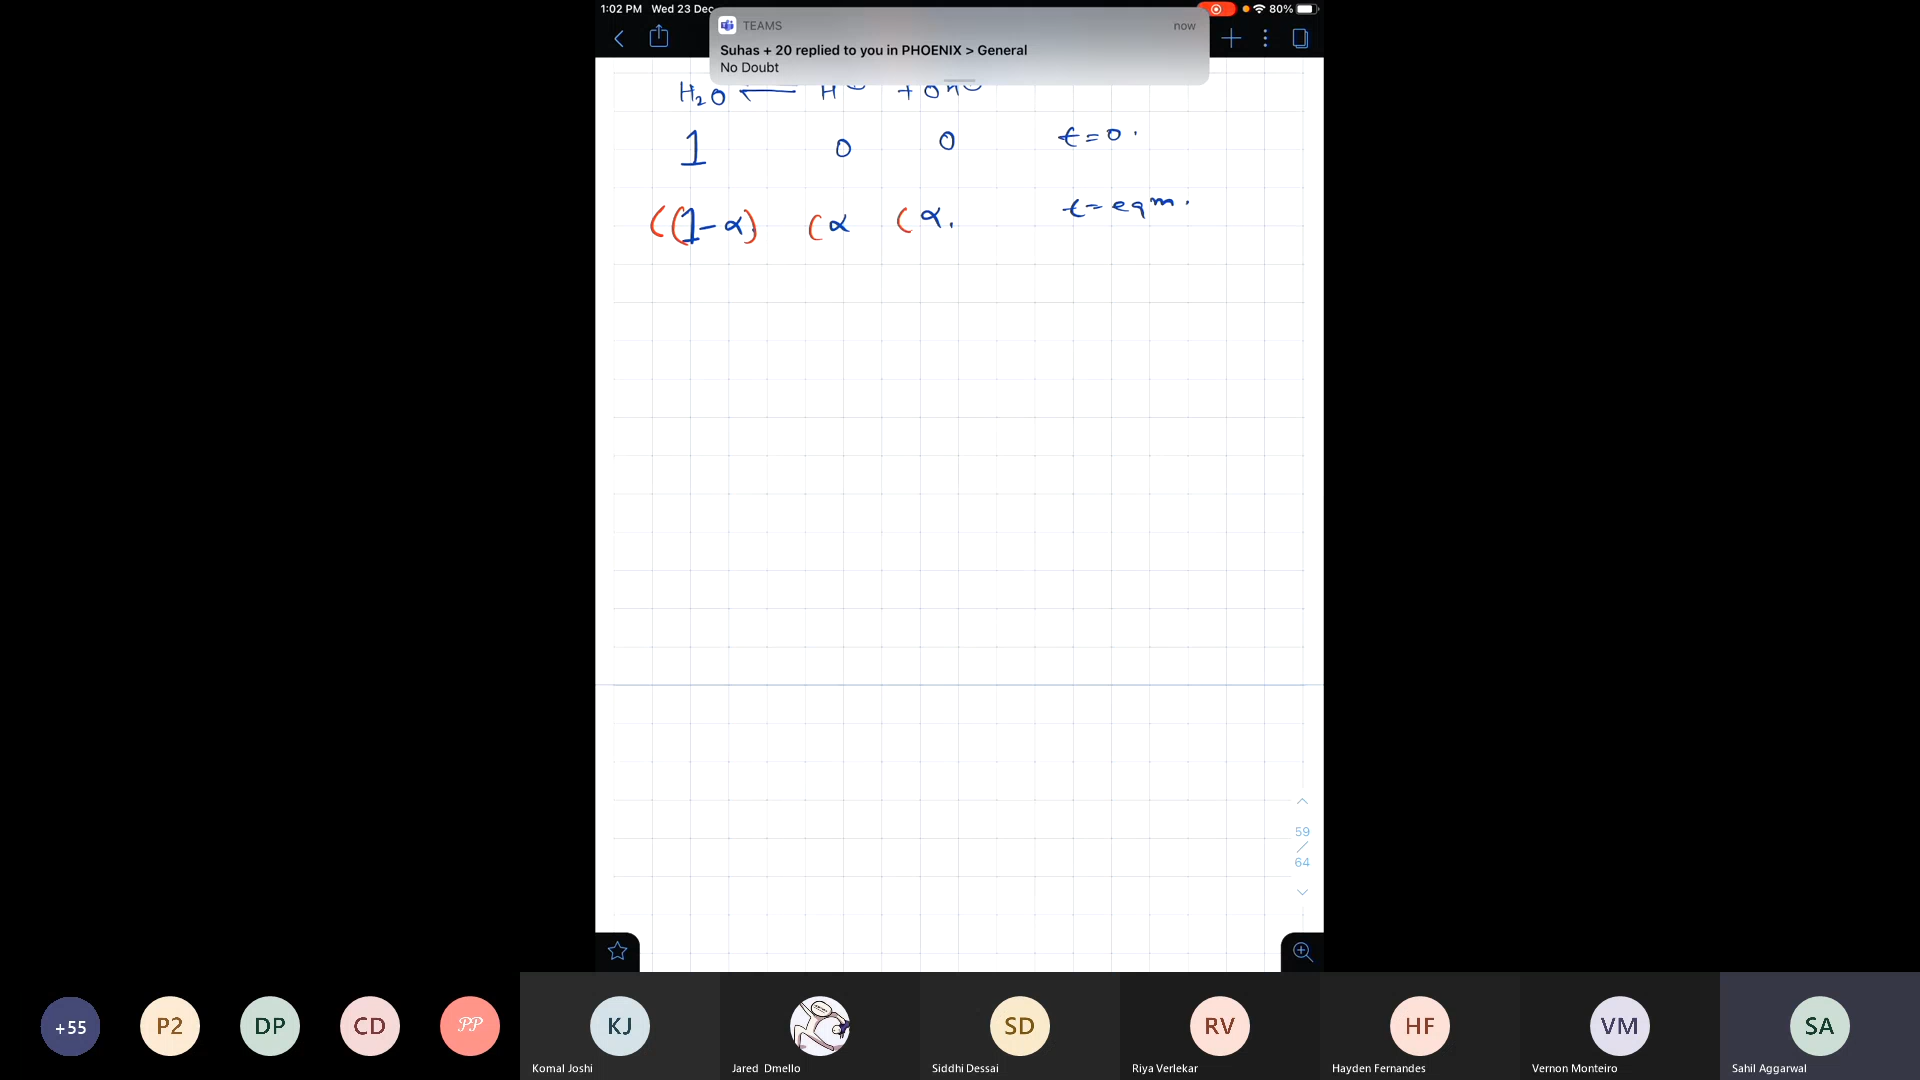 1:02 PM Wed 23 Dec
80%
TEAMS
now
Suhas + 20 replied to you in PHOENIX > General
No Doubt
H₂O H + OH
1 0 0 t=0.
((1-α) (α (α. t=eqm.
59
64
+55
P2
DP
CD
PP
KJ
SD
RV
HF
VM
SA
Komal Joshi
Jared Dmello
Siddhi Dessai
Riya Verlekar
Hayden Fernandes
Vernon Monteiro
Sahil Aggarwal